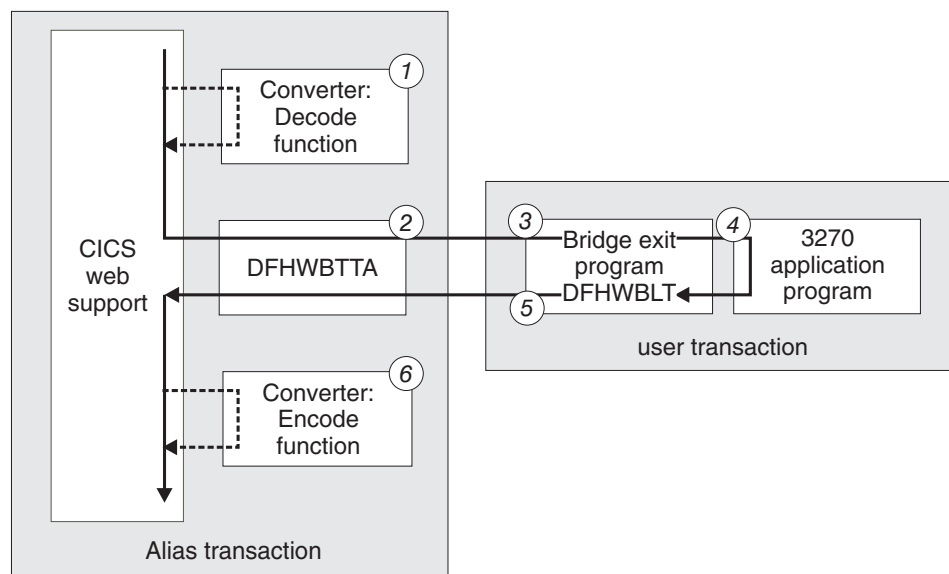 1
Converter:
Decode
function
2
DFHWBTTA
3
Bridge exit
program
DFHWBLT
4
3270
application
program
5
user transaction
CICS
web
support
6
Converter:
Encode
function
Alias transaction